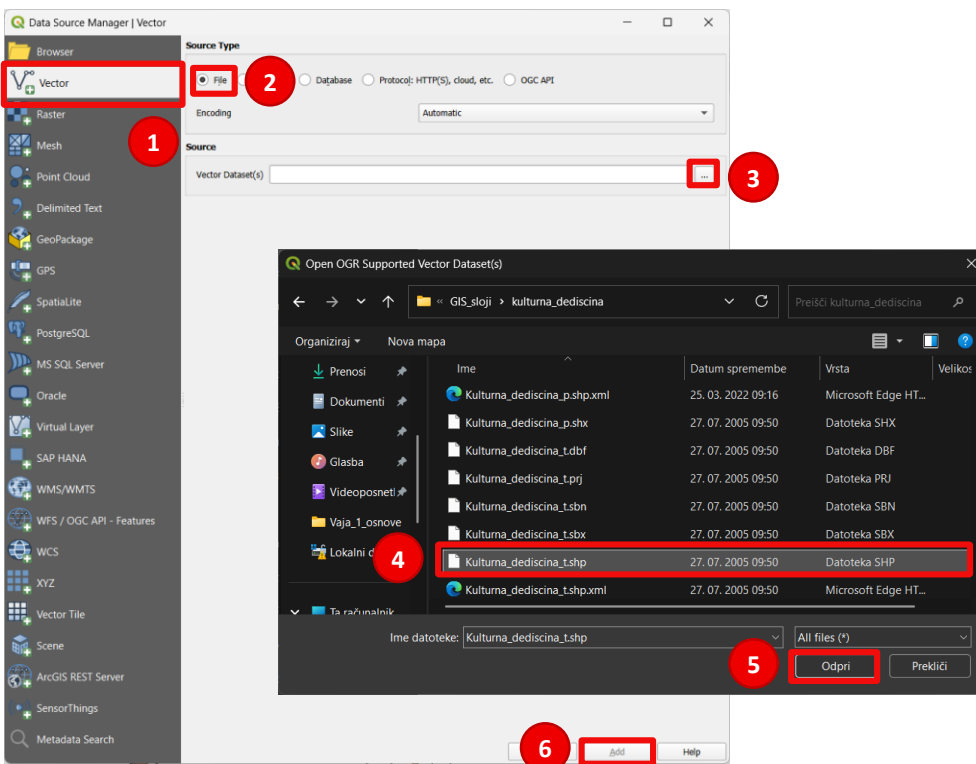 Data Source Manager | Vector
Browser
Vector
Raster
Mesh
Point Cloud
Delimited Text
GeoPackage
GPS
SpatiaLite
PostgreSQL
MS SQL Server
Oracle
Virtual Layer
SAP HANA
WMS/WMTS
WFS / OGC API - Features
WCS
XYZ
Vector Tile
Scene
ArcGIS REST Server
SensorThings
Metadata Search
1
Source Type
File 2 Database Protocol: HTTP(S), cloud, etc. OGC API
Encoding Automatic
Source
Vector Dataset(s) ... 3
Open OGR Supported Vector Dataset(s)
« GIS_sloji › kulturna_dediscina Preišči kulturna_dediscina
Organiziraj Nova mapa
Prenosi
Dokumenti
Slike
Glasba
Videoposnet
Vaja_1_osnove
Lokalni d
Ta računalnik
Ime Datum spremembe Vrsta Velikos
Kulturna_dediscina_p.shp.xml 25. 03. 2022 09:16 Microsoft Edge HT...
Kulturna_dediscina_p.shx 27. 07. 2005 09:50 Datoteka SHX
Kulturna_dediscina_t.dbf 27. 07. 2005 09:50 Datoteka DBF
Kulturna_dediscina_t.prj 27. 07. 2005 09:50 Datoteka PRJ
Kulturna_dediscina_t.sbn 27. 07. 2005 09:50 Datoteka SBN
Kulturna_dediscina_t.sbx 27. 07. 2005 09:50 Datoteka SBX
4 Kulturna_dediscina_t.shp 27. 07. 2005 09:50 Datoteka SHP
Kulturna_dediscina_t.shp.xml 27. 07. 2005 09:50 Microsoft Edge HT...
Ime datoteke: Kulturna_dediscina_t.shp All files (*)
5 Odpri Prekliči
6 Add Help